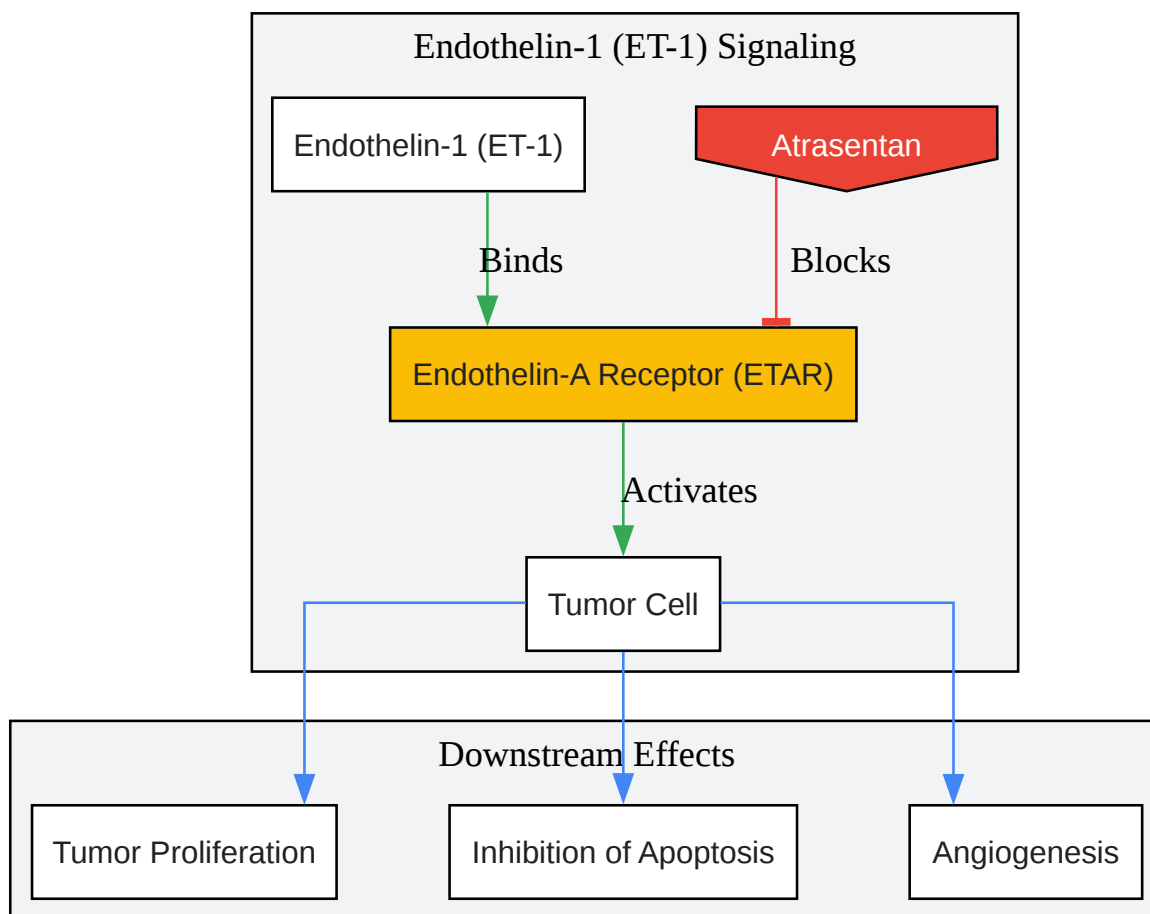 Endothelin-1 (ET-1) Signaling
Endothelin-1 (ET-1)
Atrasentan
Binds
Blocks
Endothelin-A Receptor (ETAR)
Activates
Tumor Cell
Downstream Effects
Tumor Proliferation
Inhibition of Apoptosis
Angiogenesis